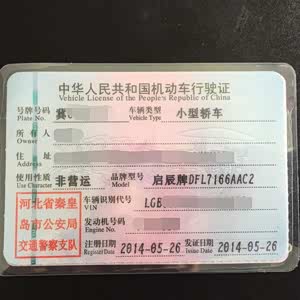 中华人民共和国机动车行驶证
Vehicle License of the People's Republic of China
号牌号码 冀 车辆类型 小型轿车
Plate No. Vehicle Type
所有人
Owner
住址
Address
使用性质 非营运 品牌型号 启辰牌DFL7166AAC2
Use Character Model
河北省秦皇
岛市公安局
交通警察支队
车辆识别代号 LGB
VIN
发动机号码
Engine No.
注册日期 2014-05-26 发证日期 2014-05-26
Register Date Issue Date